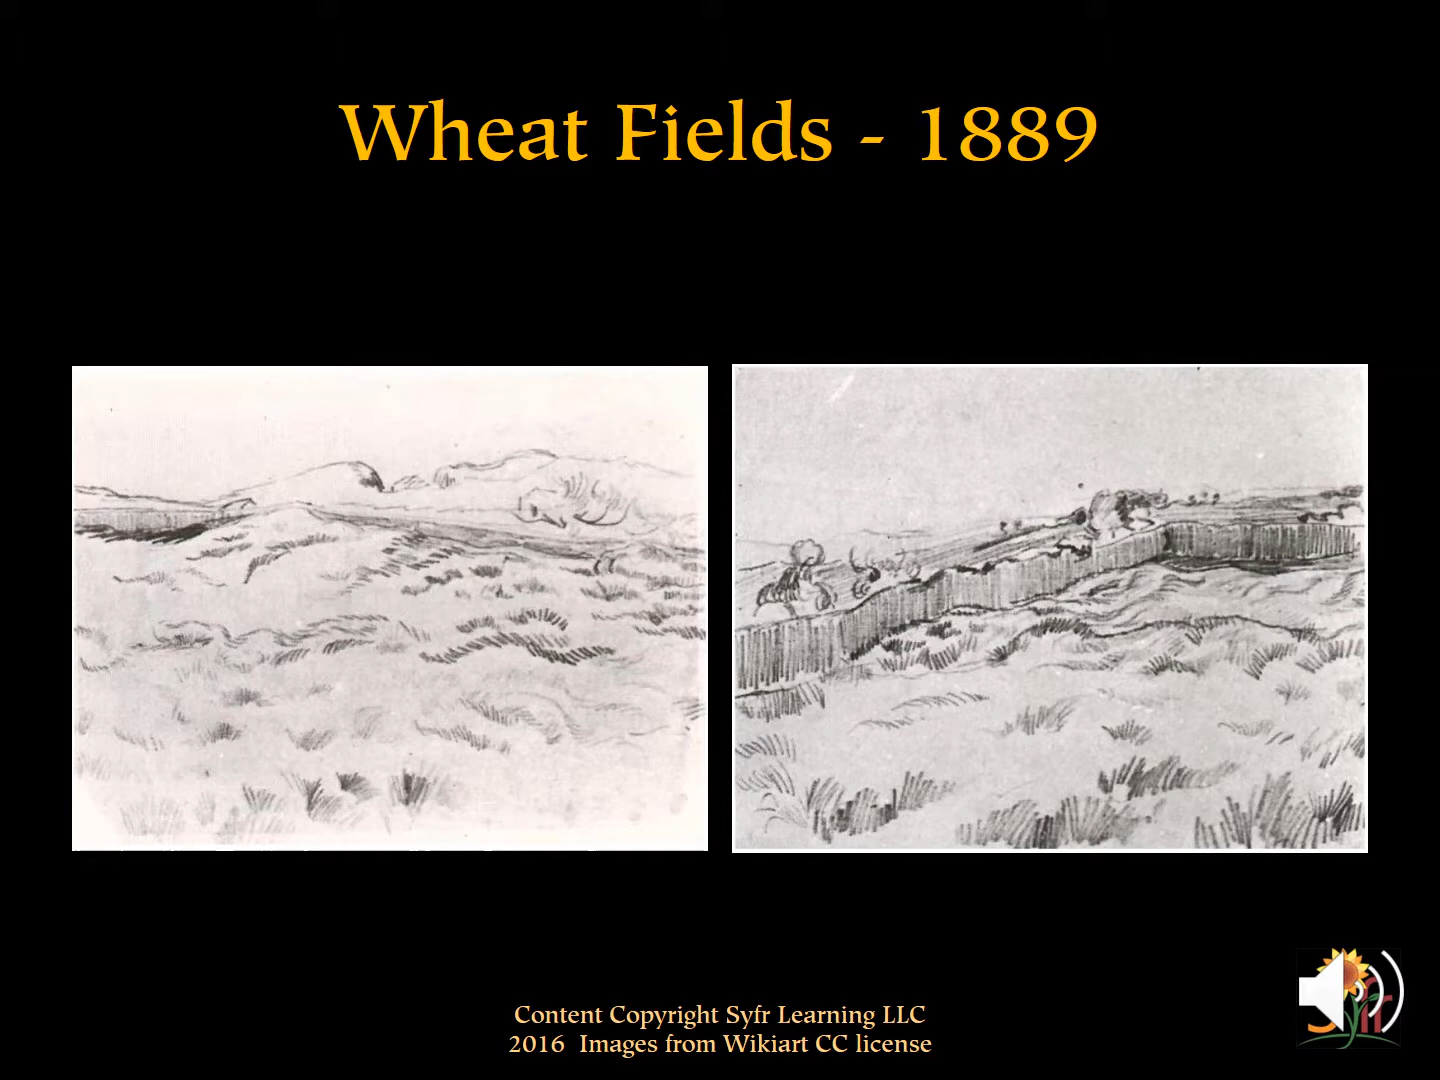 Wheat Fields - 1889
Content Copyright Syfr Learning LLC
2016 Images from Wikiart CC license